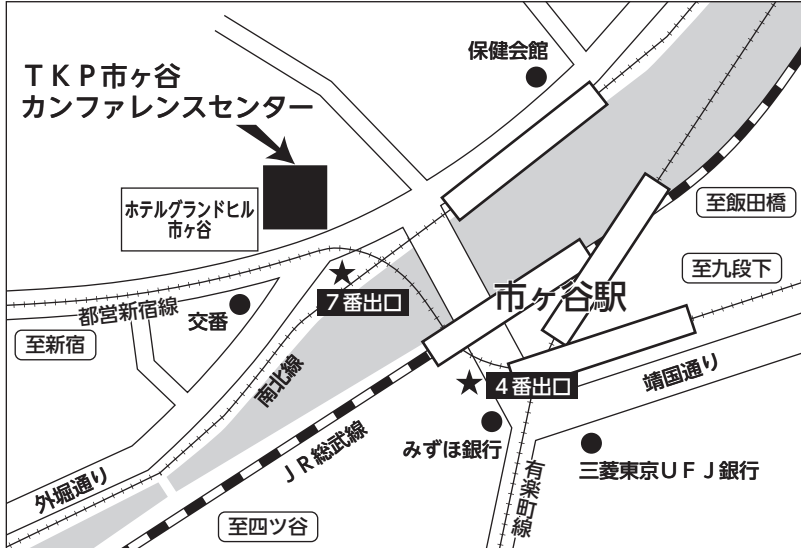 保健会館
TKP市ヶ谷
カンファレンスセンター
ホテルグランドヒル
市ヶ谷
至飯田橋
至九段下
市ヶ谷駅
7番出口
都営新宿線
交番
至新宿
南北線
4番出口
靖国通り
みずほ銀行
JR総武線
三菱東京UFJ銀行
有楽町線
外堀通り
至四ツ谷